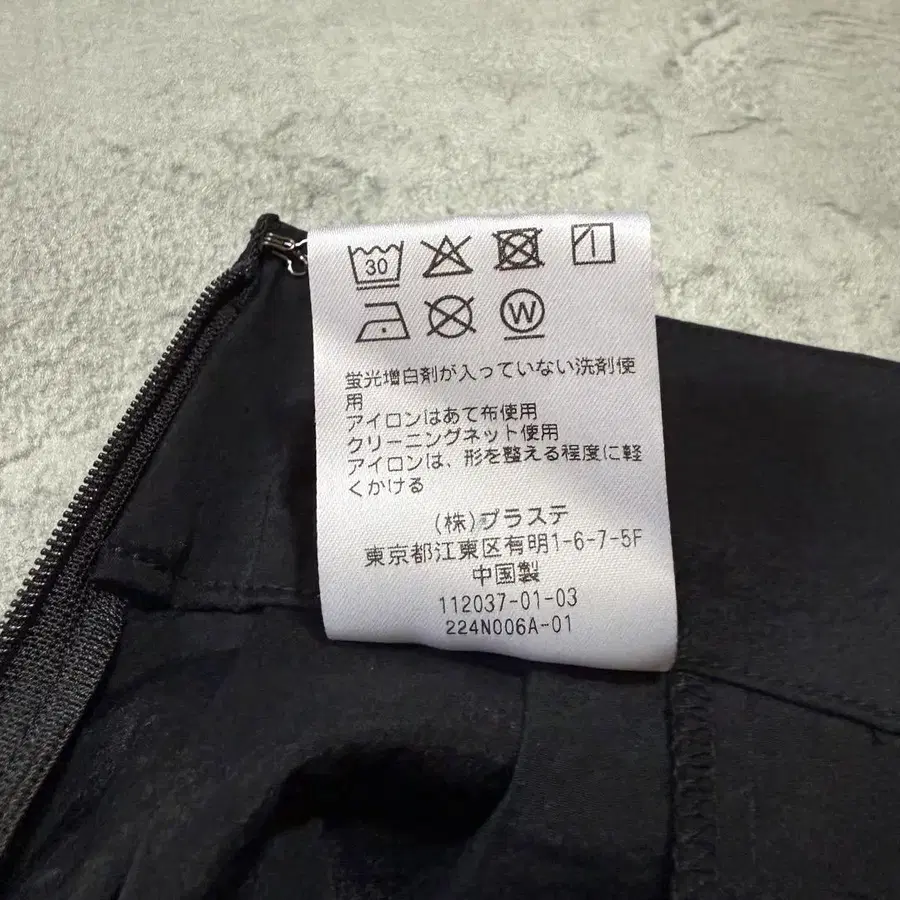 30
W
蛍光増白剤が入っていない洗剤使
用
アイロンはあて布使用
クリーニングネット使用
アイロンは、形を整える程度に軽
くかける
(株)プラステ
東京都江東区有明1-6-7-5F
中国製
112037-01-03
224N006A-01